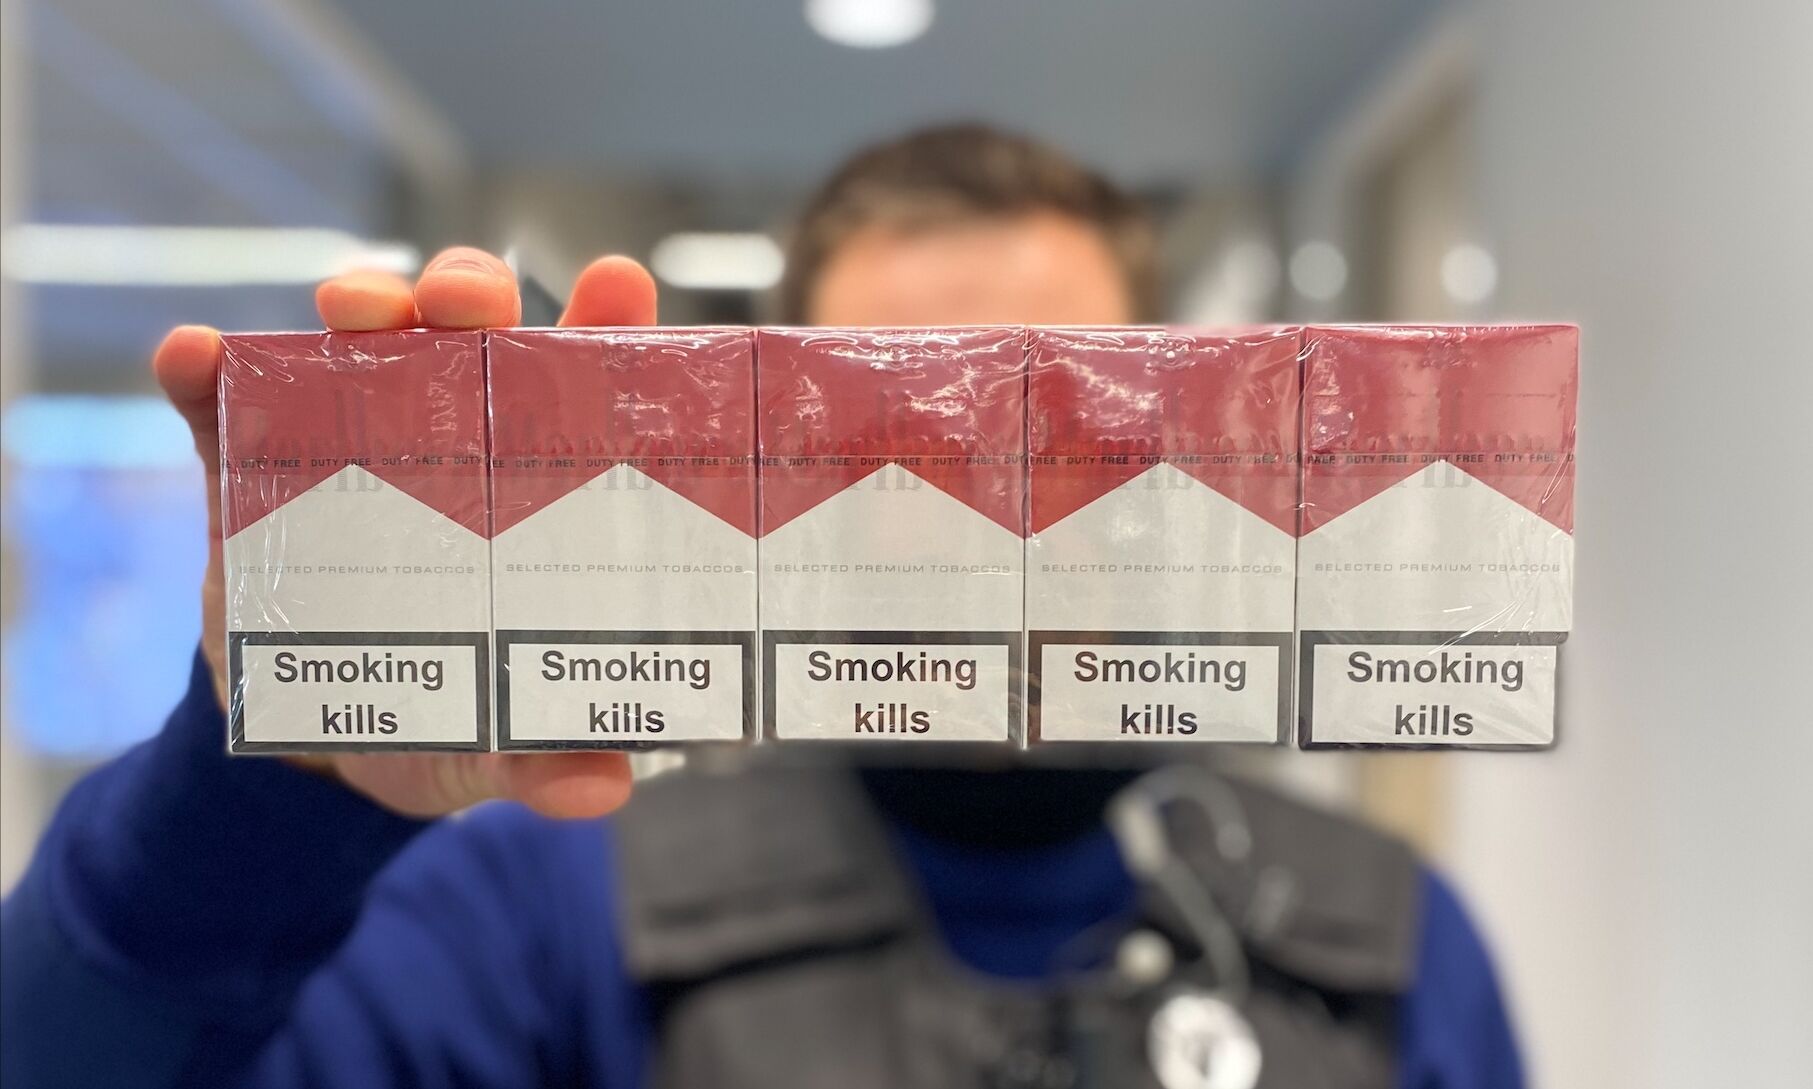 DUTY FREE DUTY FREE DUTY FREE DUTY FREE DUTY FREE DUTY FREE DUTY FREE DUTY FREE DUTY FREE DUTY FREE DUTY FREE DUTY FREE DUTY FREE DUTY FREE
SELECTED PREMIUM TOBACCOS SELECTED PREMIUM TOBACCOS SELECTED PREMIUM TOBACCOS SELECTED PREMIUM TOBACCOS SELECTED PREMIUM TOBACCOS
Smoking Smoking Smoking Smoking Smoking
kills kills kills kills kills